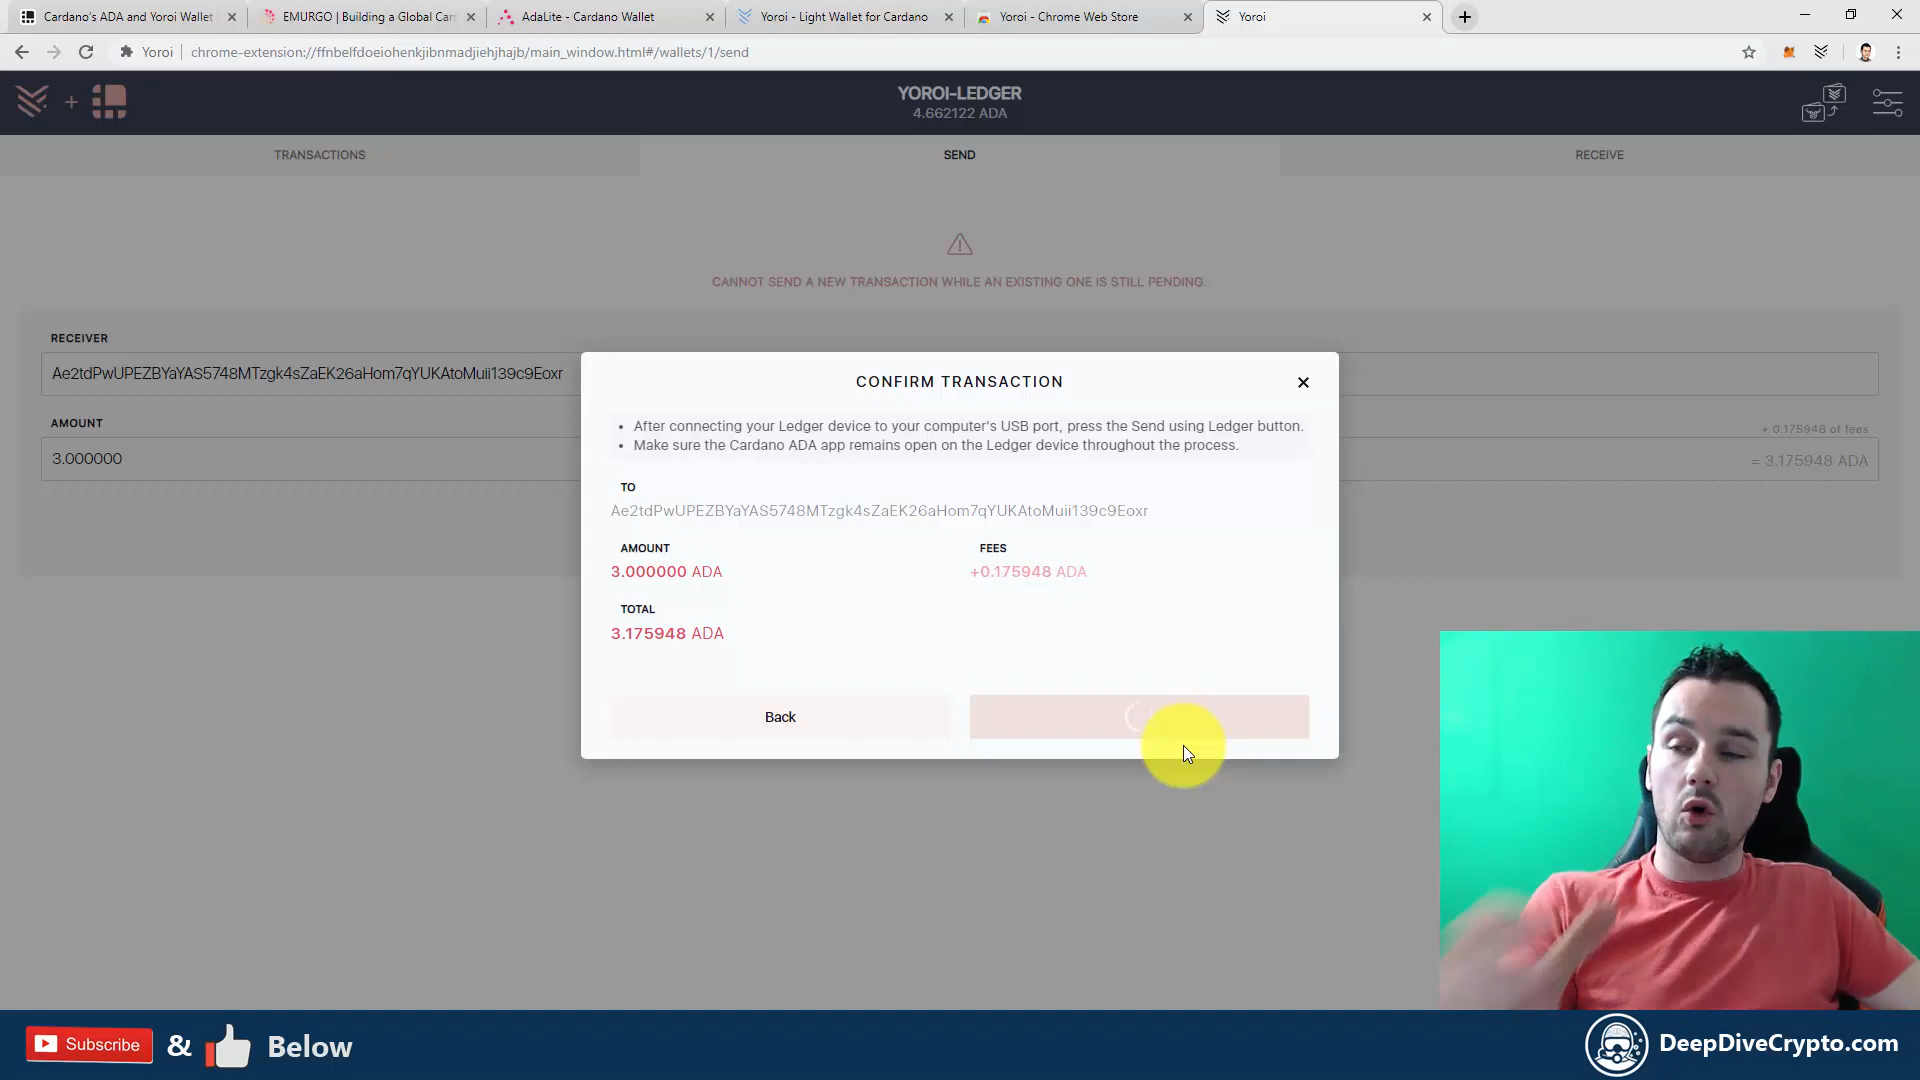 Cardano's ADA and Yoroi Wallet
EMURGO | Building a Global Car
AdaLite - Cardano Wallet
Yoroi - Light Wallet for Cardano
Yoroi - Chrome Web Store
Yoroi
Yoroi
chrome-extension://ffnbelfdoeiohenkjibnmadjiehjhajb/main_window.html#/wallets/1/send
+
YOROI-LEDGER
4.662122 ADA
TRANSACTIONS
SEND
RECEIVE
CANNOT SEND A NEW TRANSACTION WHILE AN EXISTING ONE IS STILL PENDING.
RECEIVER
Ae2tdPwUPEZBYaYAS5748MTzgk4sZaEK26aHom7qYUKAtoMuii139c9Eoxr
AMOUNT
+ 0.175948 of fees
3.000000
= 3.175948 ADA
CONFIRM TRANSACTION
• After connecting your Ledger device to your computer's USB port, press the Send using Ledger button.
• Make sure the Cardano ADA app remains open on the Ledger device throughout the process.
TO
Ae2tdPwUPEZBYaYAS5748MTzgk4sZaEK26aHom7qYUKAtoMuii139c9Eoxr
AMOUNT
FEES
3.000000 ADA
+0.175948 ADA
TOTAL
3.175948 ADA
Back
Subscribe & Below
DeepDiveCrypto.com